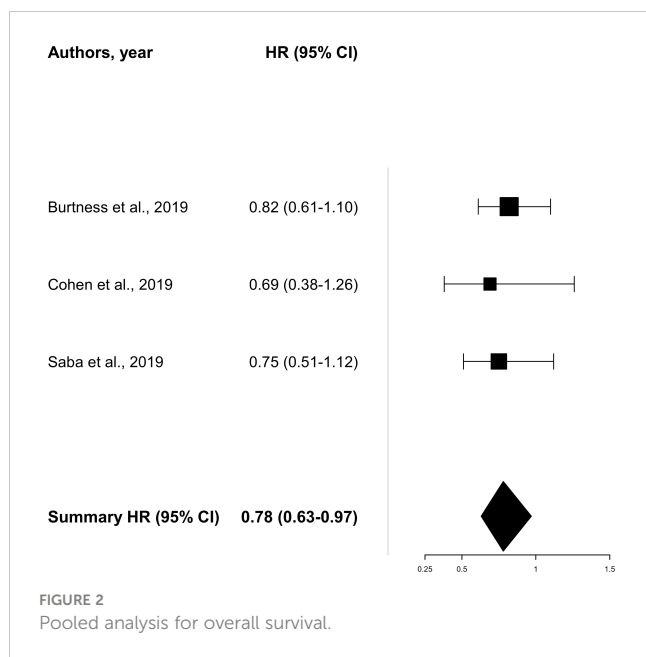 Authors, year HR (95% CI)
Burtness et al., 2019 0.82 (0.61-1.10)
Cohen et al., 2019 0.69 (0.38-1.26)
Saba et al., 2019 0.75 (0.51-1.12)
Summary HR (95% CI) 0.78 (0.63-0.97)
0.25 0.5 1 1.5
FIGURE 2
Pooled analysis for overall survival.